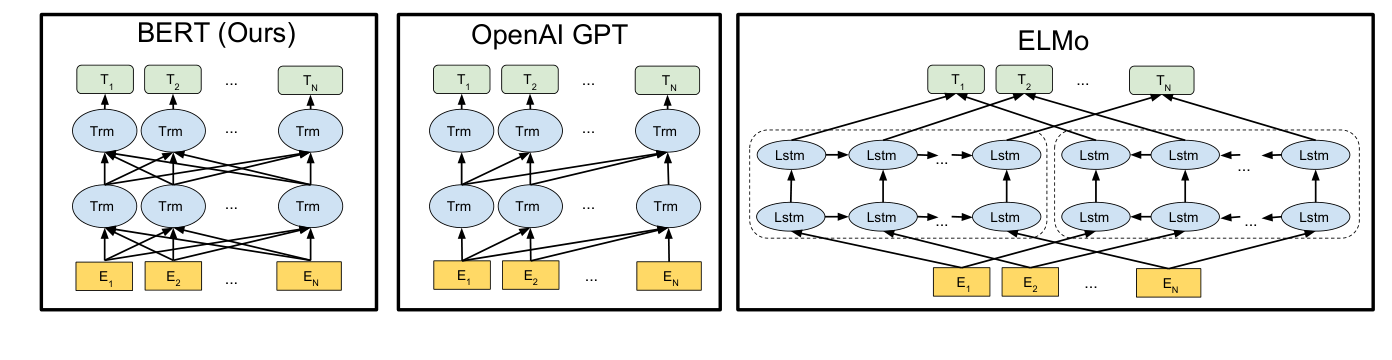 BERT (Ours)
T1 T2 ... TN
Trm Trm ... Trm
Trm Trm ... Trm
E1 E2 ... EN
OpenAI GPT
T1 T2 ... TN
Trm Trm ... Trm
Trm Trm ... Trm
E1 E2 ... EN
ELMo
T1 T2 ... TN
Lstm Lstm ... Lstm Lstm Lstm ... Lstm
Lstm Lstm ... Lstm Lstm Lstm ... Lstm
E1 E2 ... EN